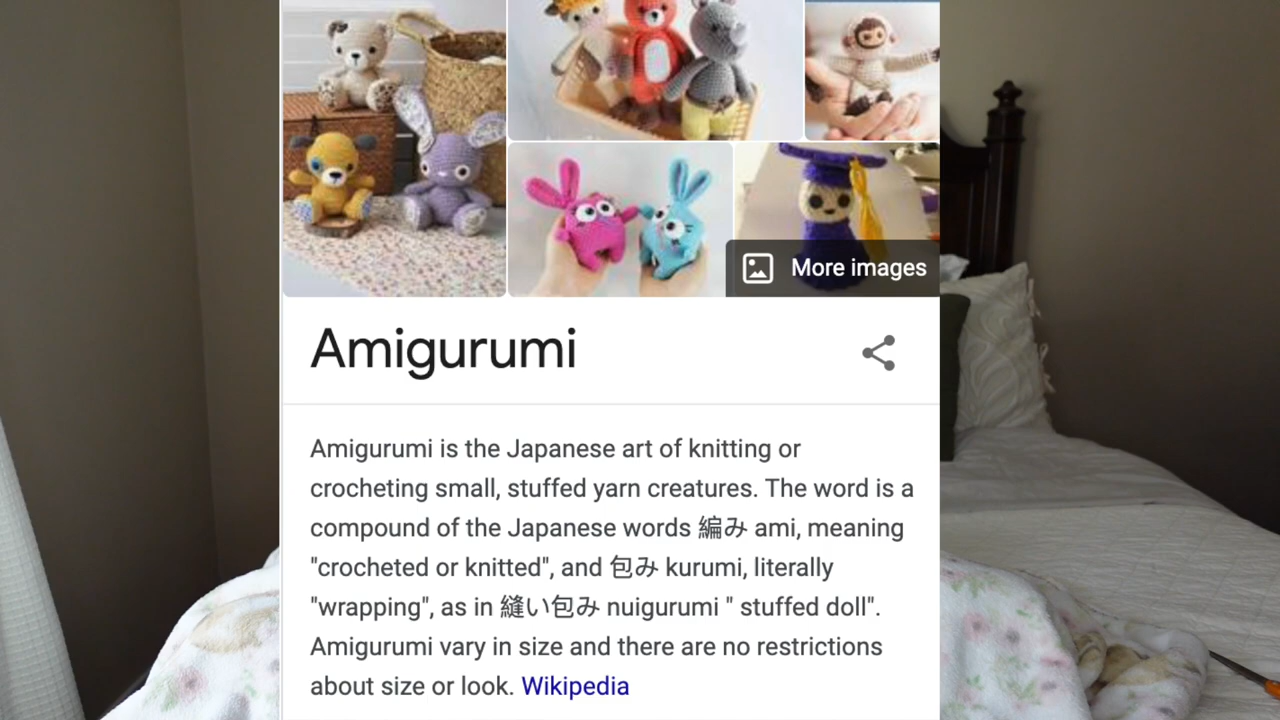 More images
Amigurumi
Amigurumi is the Japanese art of knitting or
crocheting small, stuffed yarn creatures. The word is a
compound of the Japanese words 編み ami, meaning
"crocheted or knitted", and 包み kurumi, literally
"wrapping", as in 縫い包み nuigurumi " stuffed doll".
Amigurumi vary in size and there are no restrictions
about size or look. Wikipedia